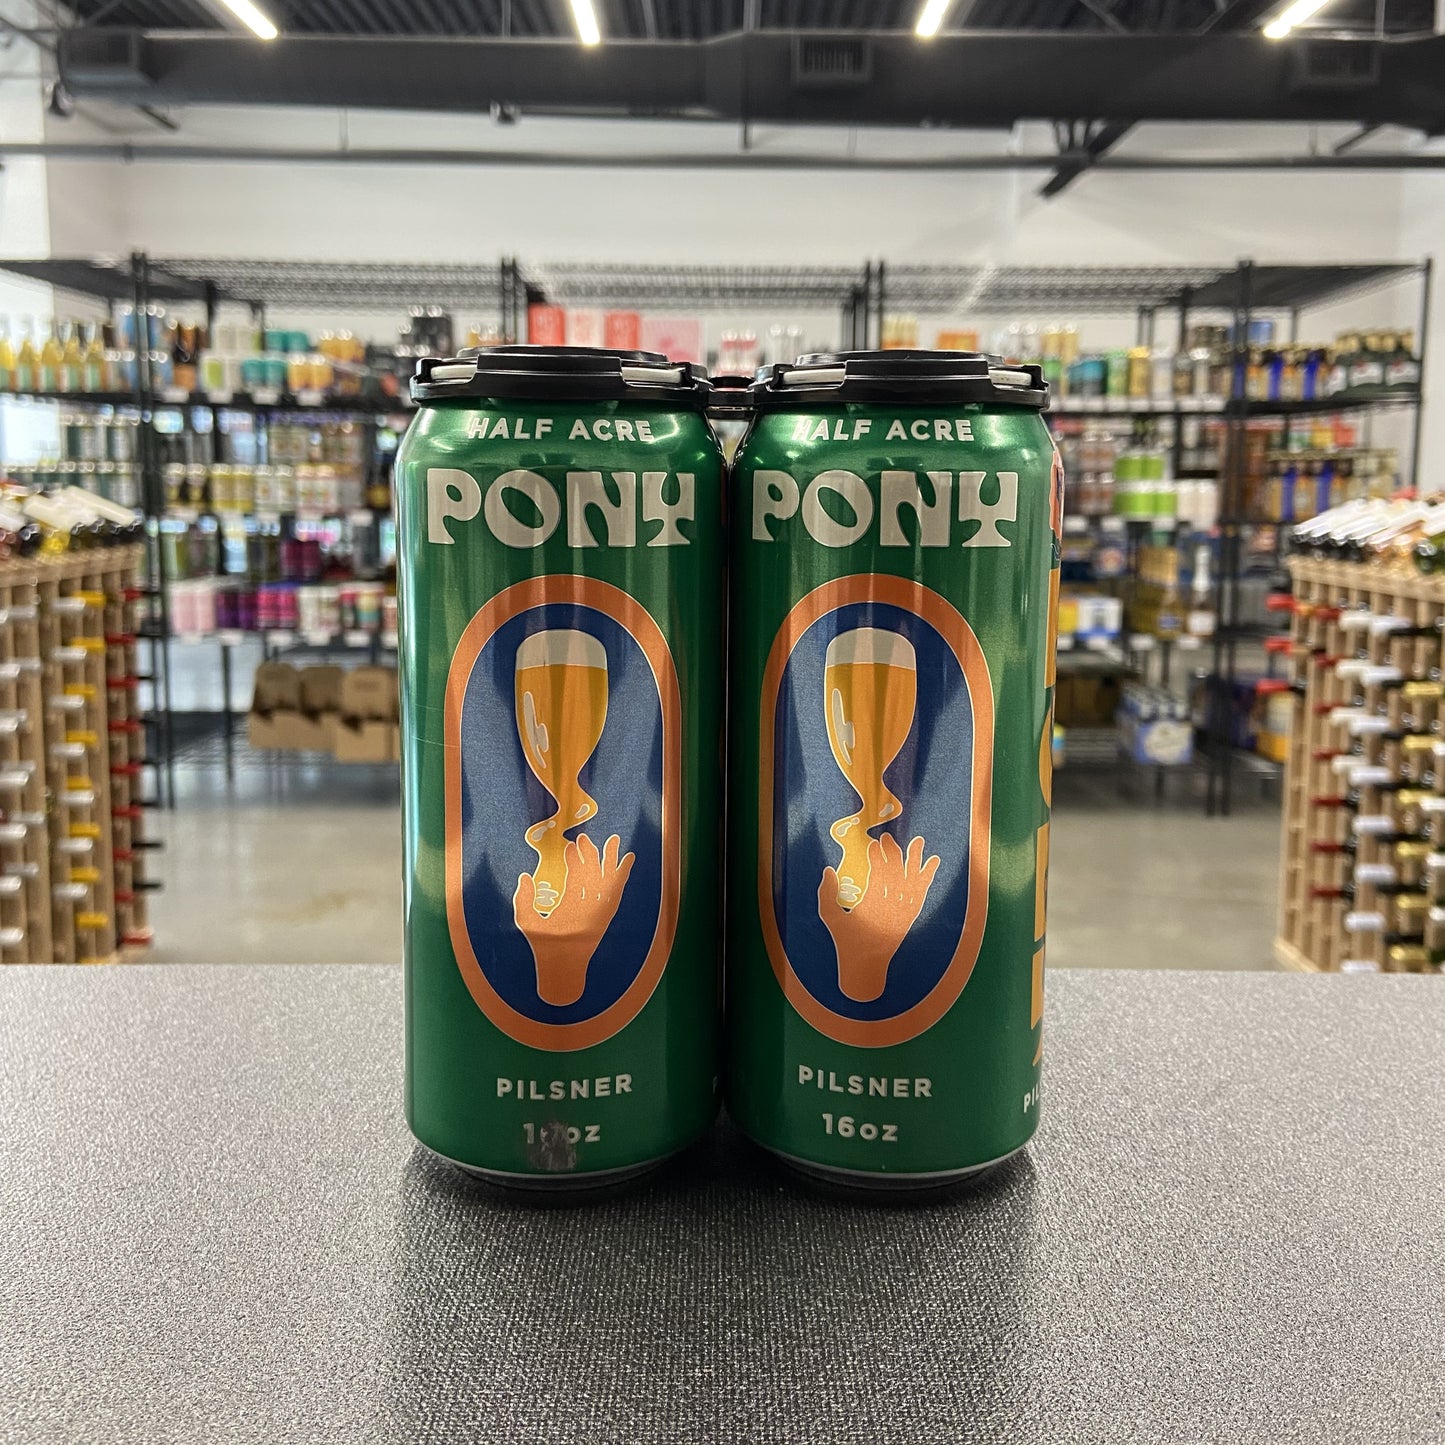 HALF ACRE
PONY
PILSNER
HALF ACRE
PONY
PILSNER
16oz